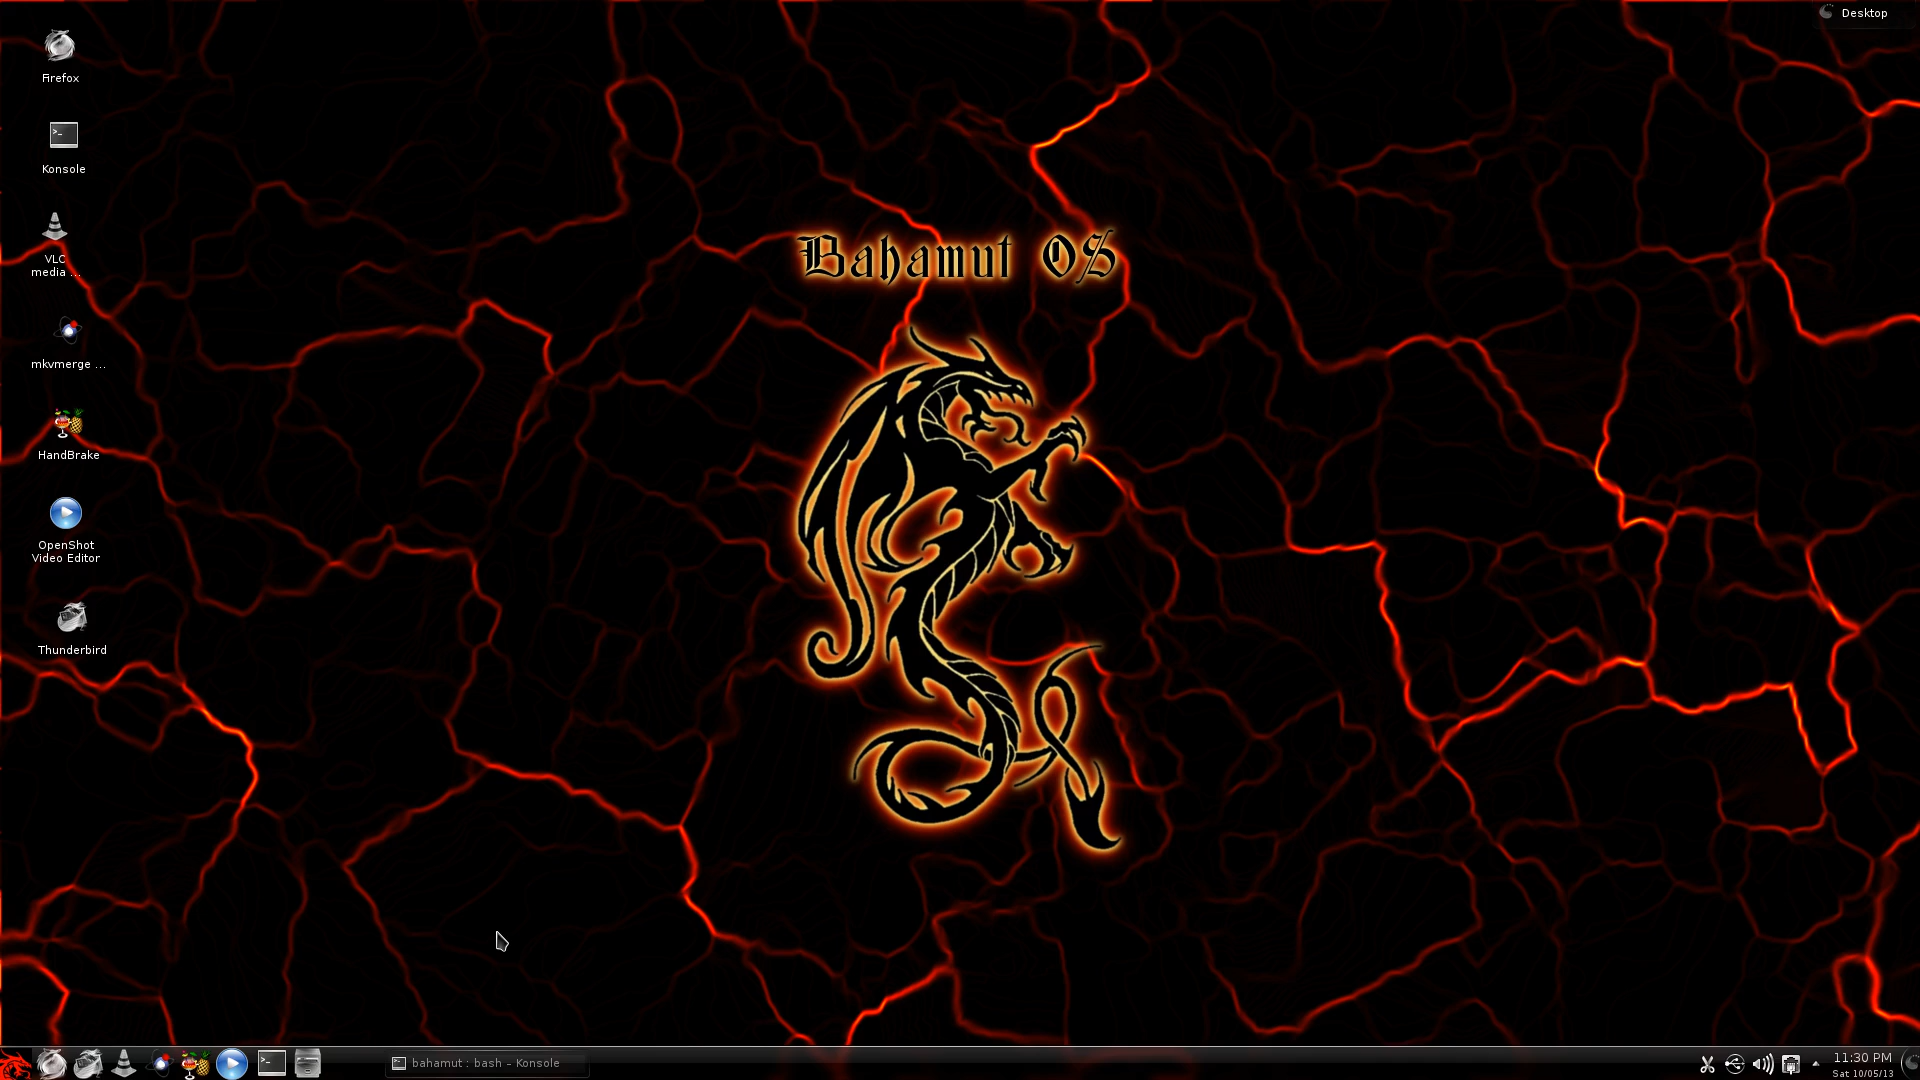 Desktop
Firefox
Konsole
VLC
media ...
mkvmerge ...
HandBrake
OpenShot
Video Editor
Thunderbird
Bahamut OS
bahamut : bash – Konsole
11:30 PM
Sat 10/05/13